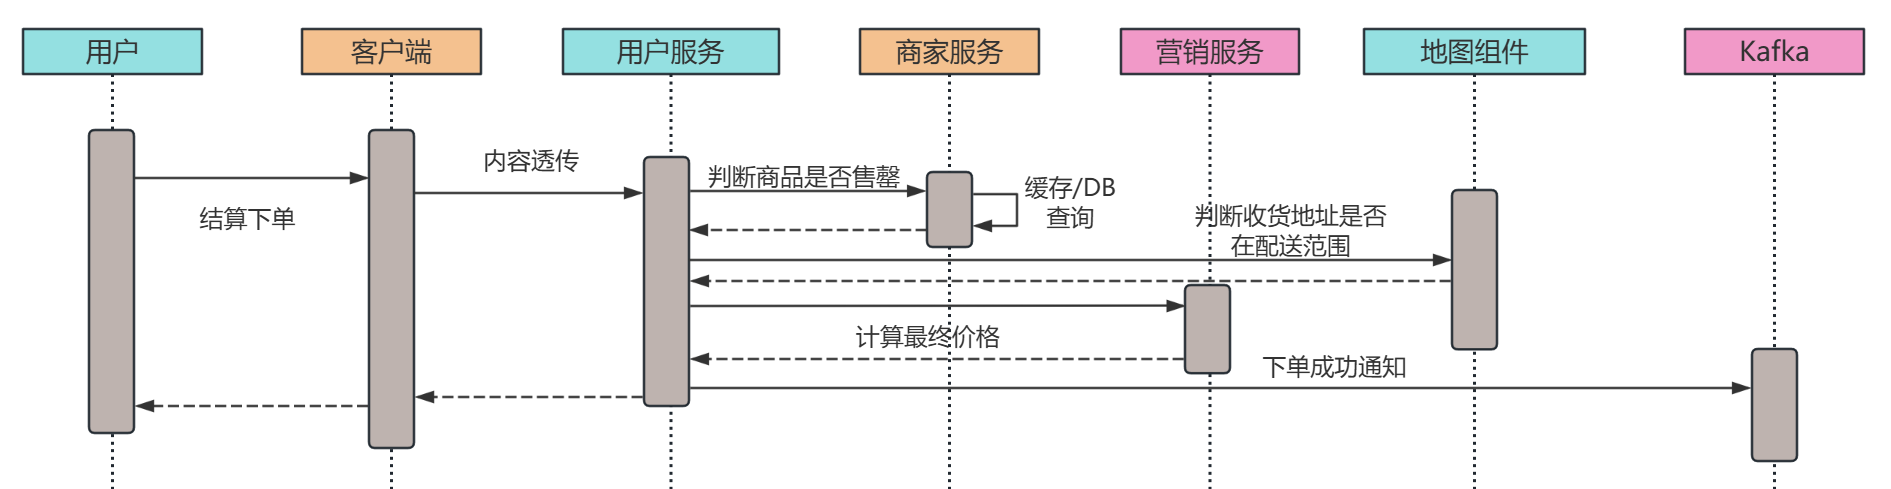 用户
客户端
用户服务
商家服务
营销服务
地图组件
Kafka
结算下单
内容透传
判断商品是否售罄
缓存/DB
查询
判断收货地址是否
在配送范围
计算最终价格
下单成功通知